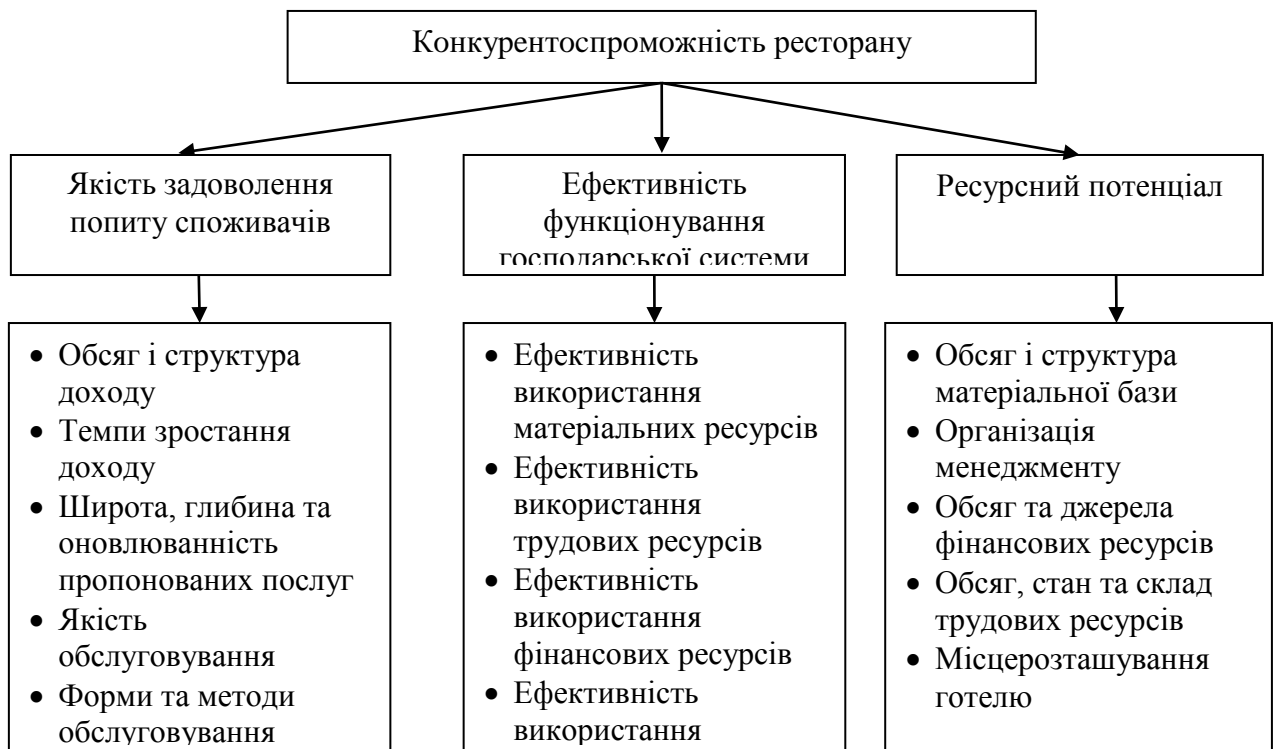 Конкурентоспроможність ресторану
Якість задоволення
попиту споживачів
Ефективність
функціонування
господарської системи
Ресурсний потенціал
• Обсяг і структура
доходу
• Темпи зростання
доходу
• Широта, глибина та
оновлюванність
пропонованих послуг
• Якість
обслуговування
• Форми та методи
обслуговування
• Ефективність
використання
матеріальних ресурсів
• Ефективність
використання
трудових ресурсів
• Ефективність
використання
фінансових ресурсів
• Ефективність
використання
• Обсяг і структура
матеріальної бази
• Організація
менеджменту
• Обсяг та джерела
фінансових ресурсів
• Обсяг, стан та склад
трудових ресурсів
• Місцерозташування
готелю